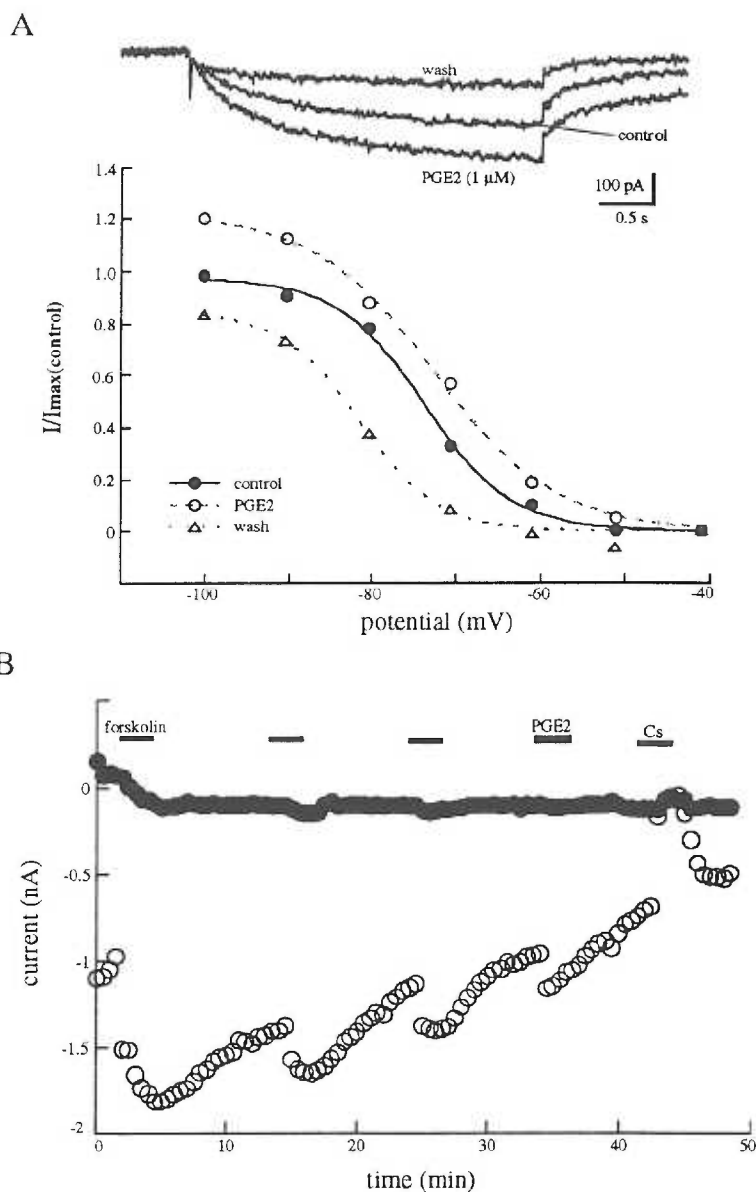 A
wash
control
PGE2 (1 µM)
100 pA
0.5 s
1.4
1.2
1.0
0.8
0.6
0.4
0.2
0
I/Imax(control)
control
PGE2
wash
-100
-80
-60
-40
potential (mV)
B
forskolin
PGE2
Cs
0
-0.5
-1
-1.5
-2
current (nA)
0
10
20
30
40
50
time (min)